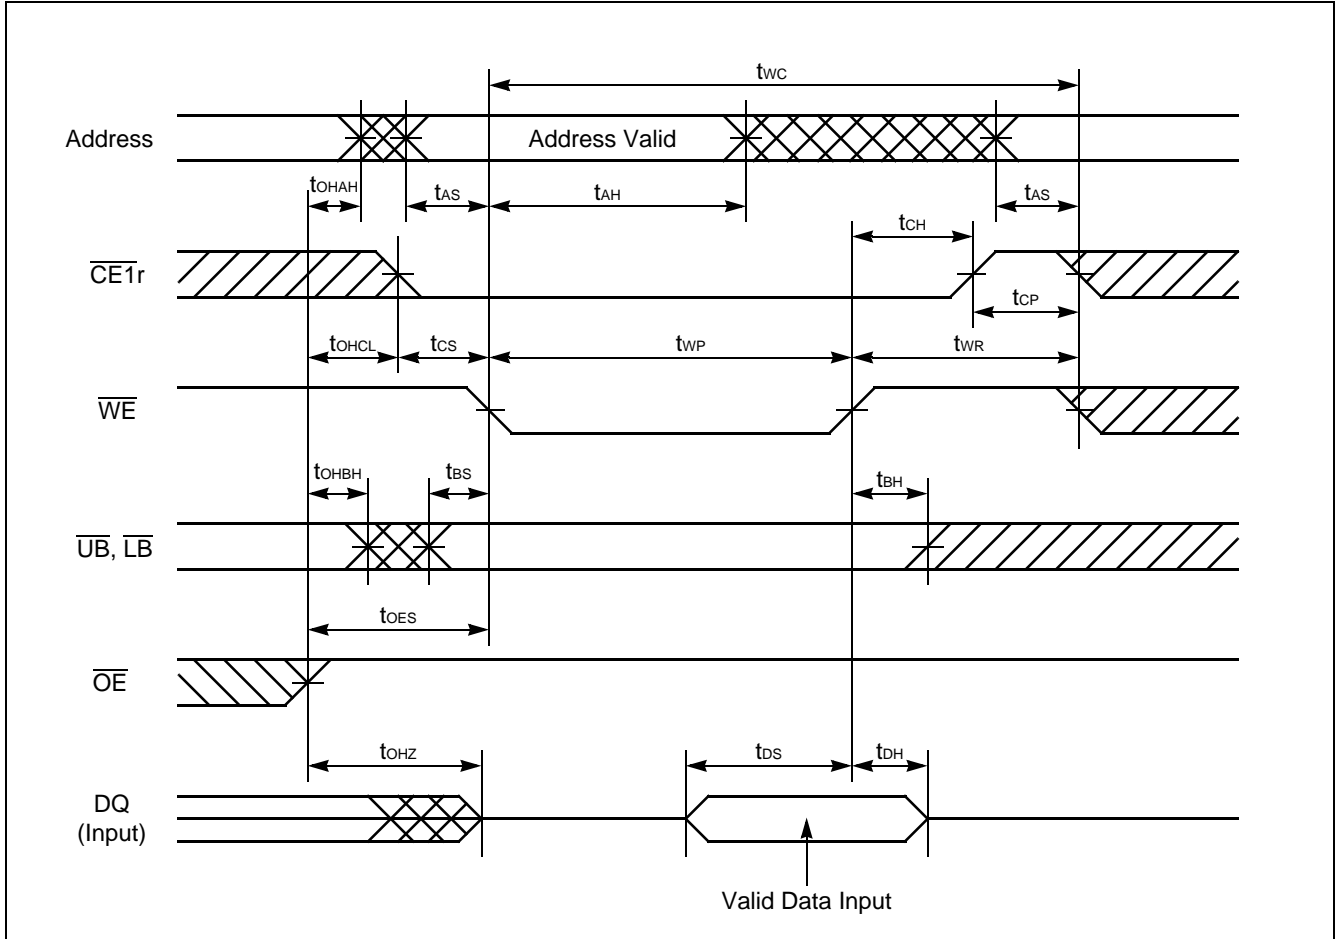 tWC
Address
Address Valid
tOHAH
tAS
tAH
tAS
tCH
CE1r
tCP
tOHCL
tCS
tWP
tWR
WE
tOHBH
tBS
tBH
UB, LB
tOES
OE
tOHZ
tDS
tDH
DQ
(Input)
Valid Data Input